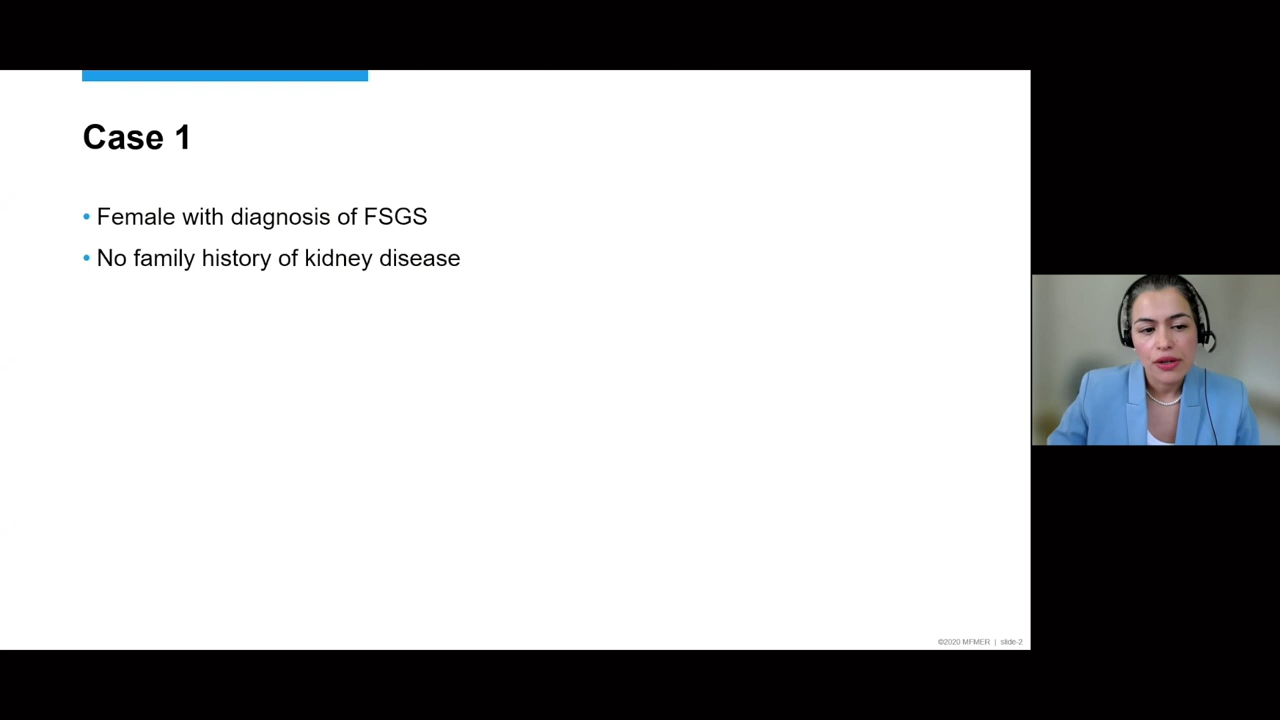 Case 1
• Female with diagnosis of FSGS
• No family history of kidney disease
©2020 MFMER | slide-2